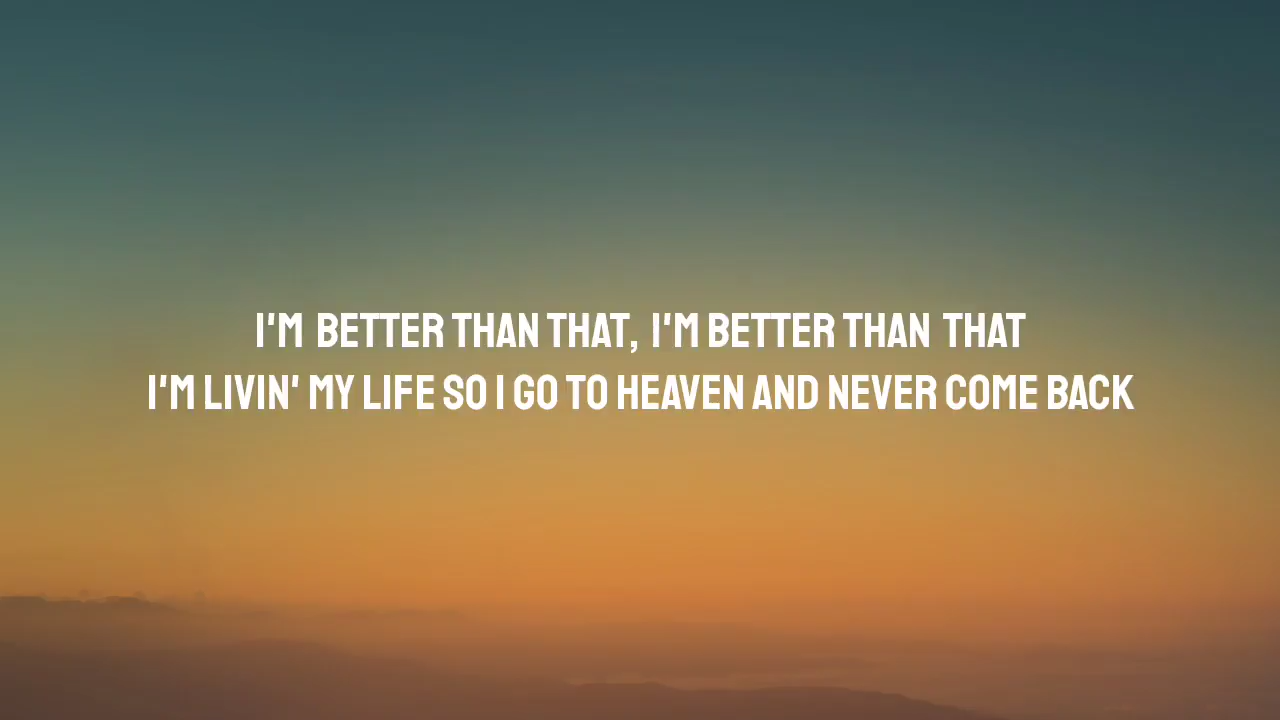 I'M BETTER THAN THAT, I'M BETTER THAN THAT
I'M LIVIN' MY LIFE SO I GO TO HEAVEN AND NEVER COME BACK